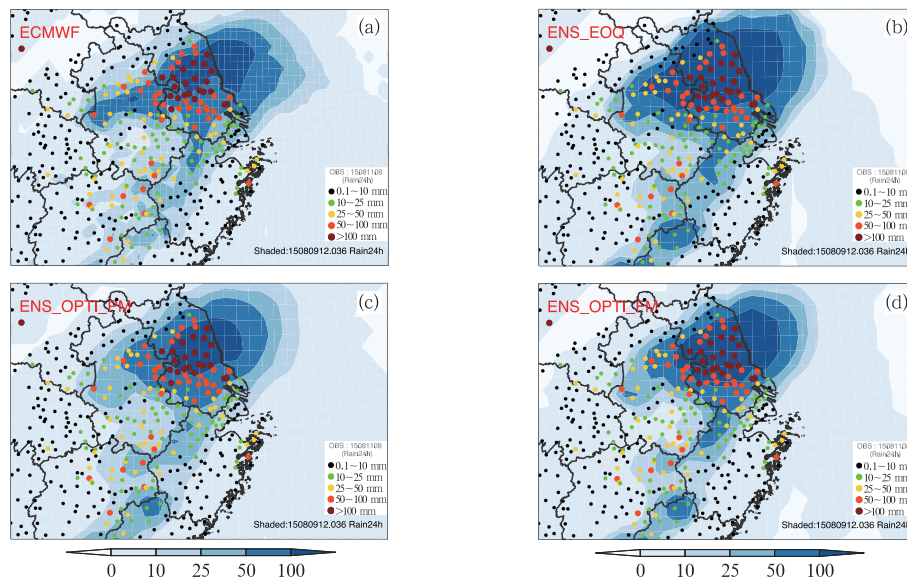 (a)
ECMWF
OBS : 15081108
(Rain24h)
0.1~10 mm
10~25 mm
25~50 mm
50~100 mm
>100 mm
Shaded:15080912.036 Rain24h
(b)
ENS_EOQ
OBS : 15081108
(Rain24h)
0.1~10 mm
10~25 mm
25~50 mm
50~100 mm
>100 mm
Shaded:15080912.036 Rain24h
(c)
ENS_OPTI_PM
OBS : 15081108
(Rain24h)
0.1~10 mm
10~25 mm
25~50 mm
50~100 mm
>100 mm
Shaded:15080912.036 Rain24h
(d)
ENS_OPTI_PM
OBS : 15081108
(Rain24h)
0.1~10 mm
10~25 mm
25~50 mm
50~100 mm
>100 mm
Shaded:15080912.036 Rain24h
0 10 25 50 100
0 10 25 50 100